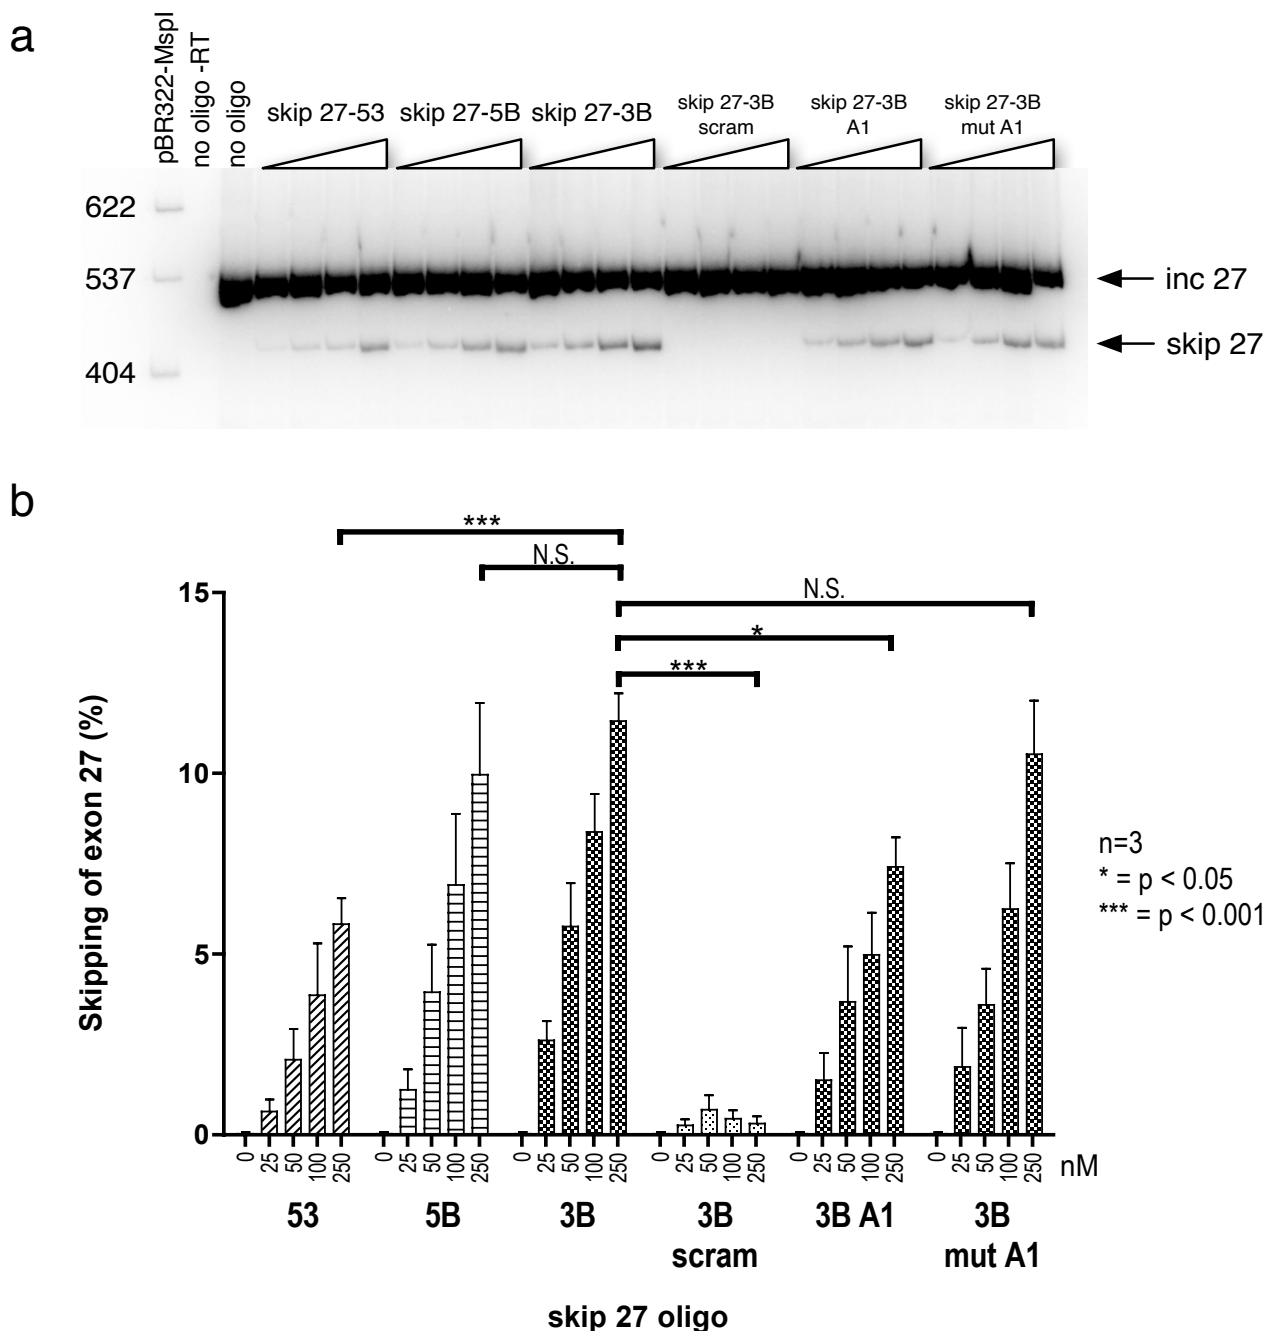 a
pBR322-MspI
no oligo -RT
no oligo
skip 27-53
skip 27-5B
skip 27-3B
skip 27-3B
scram
skip 27-3B
A1
skip 27-3B
mut A1
622
537
404
inc 27
skip 27
b
***
N.S.
N.S.
*
***
15
10
5
0
Skipping of exon 27 (%)
n=3
* = p < 0.05
*** = p < 0.001
0 25 50 100 250 0 25 50 100 250 0 25 50 100 250 0 25 50 100 250 0 25 50 100 250 0 25 50 100 250 nM
53 5B 3B 3B 3B A1 3B
scram mut A1
skip 27 oligo